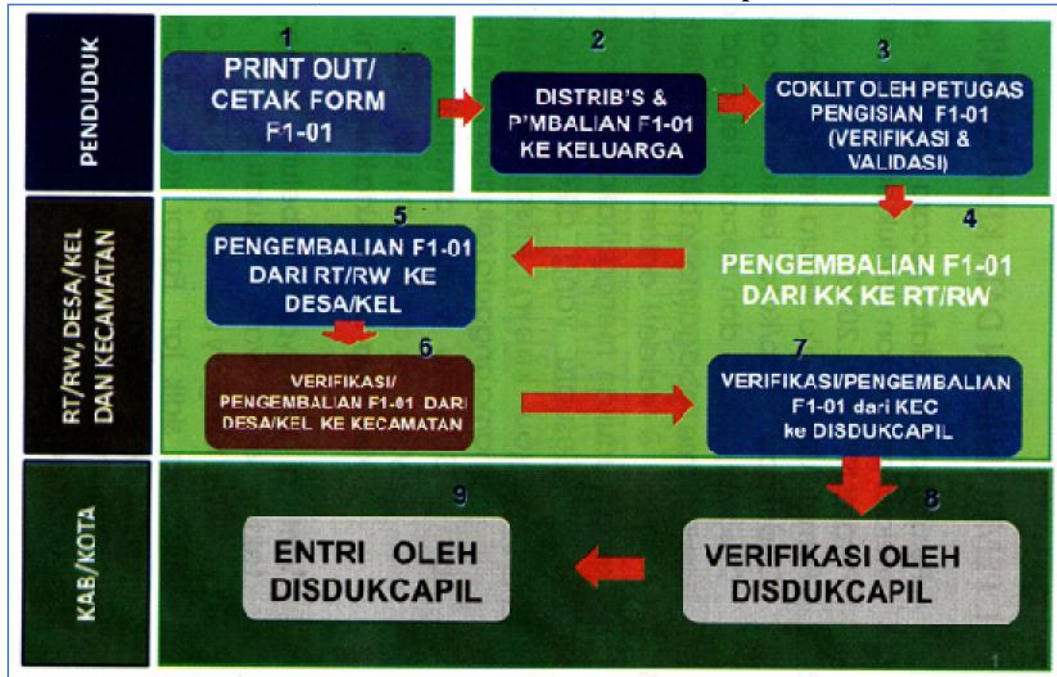 PENDUDUK
1
PRINT OUT/
CETAK FORM
F1-01
2
DISTRIB'S &
P'MBALIAN F1-01
KE KELUARGA
3
COKLIT OLEH PETUGAS
PENGISIAN F1-01
(VERIFIKASI &
VALIDASI)
RT/RW, DESA/KEL
DAN KECAMATAN
4
PENGEMBALIAN F1-01
DARI KK KE RT/RW
5
PENGEMBALIAN F1-01
DARI RT/RW KE
DESA/KEL
6
VERIFIKASI/
PENGEMBALIAN F1-01 DARI
DESA/KEL KE KECAMATAN
7
VERIFIKASI/PENGEMBALIAN
F1-01 dari KEC
ke DISDUKCAPIL
KAB/KOTA
8
VERIFIKASI OLEH
DISDUKCAPIL
9
ENTRI OLEH
DISDUKCAPIL
1